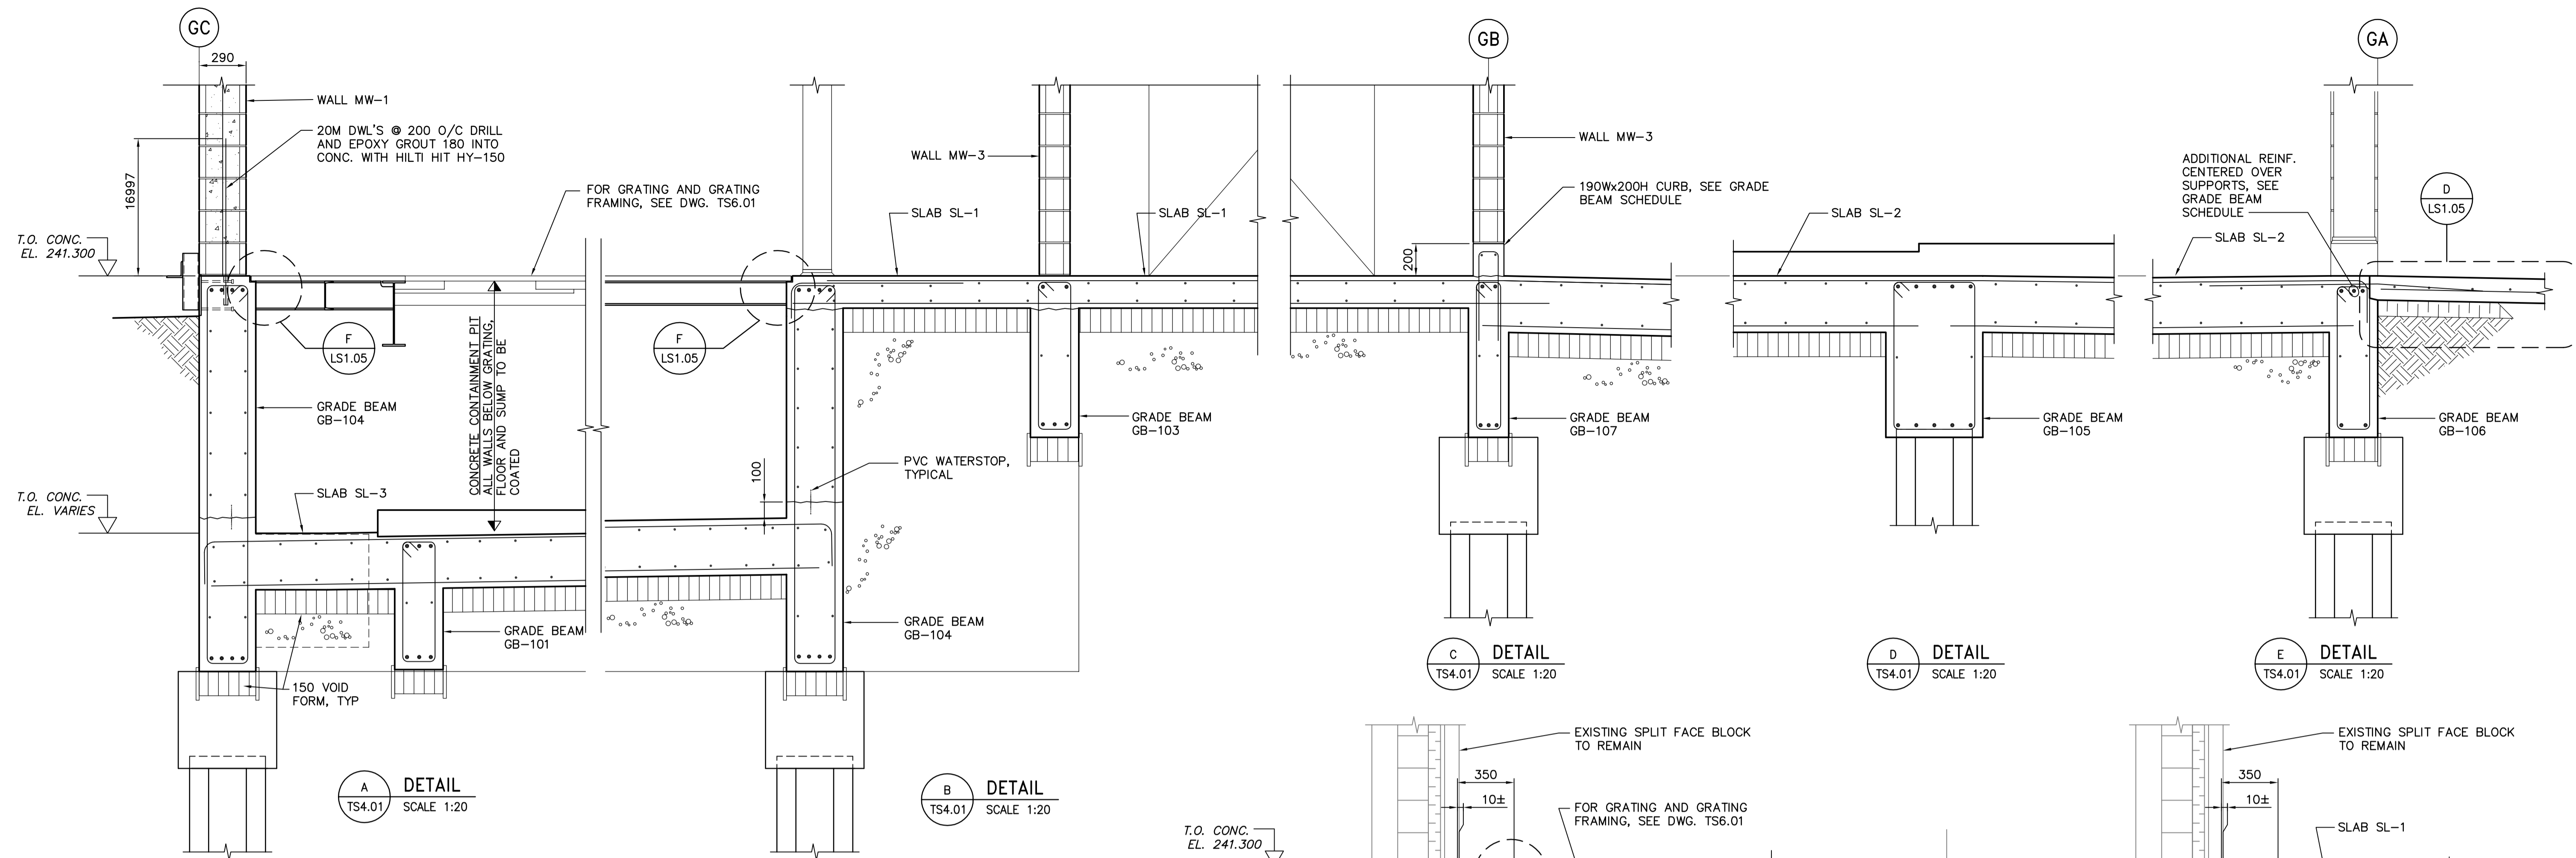 GC
290
WALL MW-1
20M DWL'S @ 200 O/C DRILL
AND EPOXY GROUT 180 INTO
CONC. WITH HILTI HIT HY-150
16997
T.O. CONC.
EL. 241.300
FOR GRATING AND GRATING
FRAMING, SEE DWG. TS6.01
F
LS1.05
CONCRETE CONTAINMENT PIT
ALL WALLS BELOW GRATING,
FLOOR AND SUMP TO BE
COATED
GRADE BEAM
GB-104
T.O. CONC.
EL. VARIES
SLAB SL-3
GRADE BEAM
GB-101
150 VOID
FORM, TYP
A
TS4.01
DETAIL
SCALE 1:20
F
LS1.05
WALL MW-3
SLAB SL-1
SLAB SL-1
GRADE BEAM
GB-103
PVC WATERSTOP,
TYPICAL
100
GRADE BEAM
GB-104
B
TS4.01
DETAIL
SCALE 1:20
GB
WALL MW-3
190Wx200H CURB, SEE GRADE
BEAM SCHEDULE
200
GRADE BEAM
GB-107
C
TS4.01
DETAIL
SCALE 1:20
SLAB SL-2
GRADE BEAM
GB-105
D
TS4.01
DETAIL
SCALE 1:20
GA
ADDITIONAL REINF.
CENTERED OVER
SUPPORTS, SEE
GRADE BEAM
SCHEDULE
SLAB SL-2
D
LS1.05
GRADE BEAM
GB-106
E
TS4.01
DETAIL
SCALE 1:20
EXISTING SPLIT FACE BLOCK
TO REMAIN
350
10±
FOR GRATING AND GRATING
FRAMING, SEE DWG. TS6.01
T.O. CONC.
EL. 241.300
EXISTING SPLIT FACE BLOCK
TO REMAIN
350
10±
SLAB SL-1